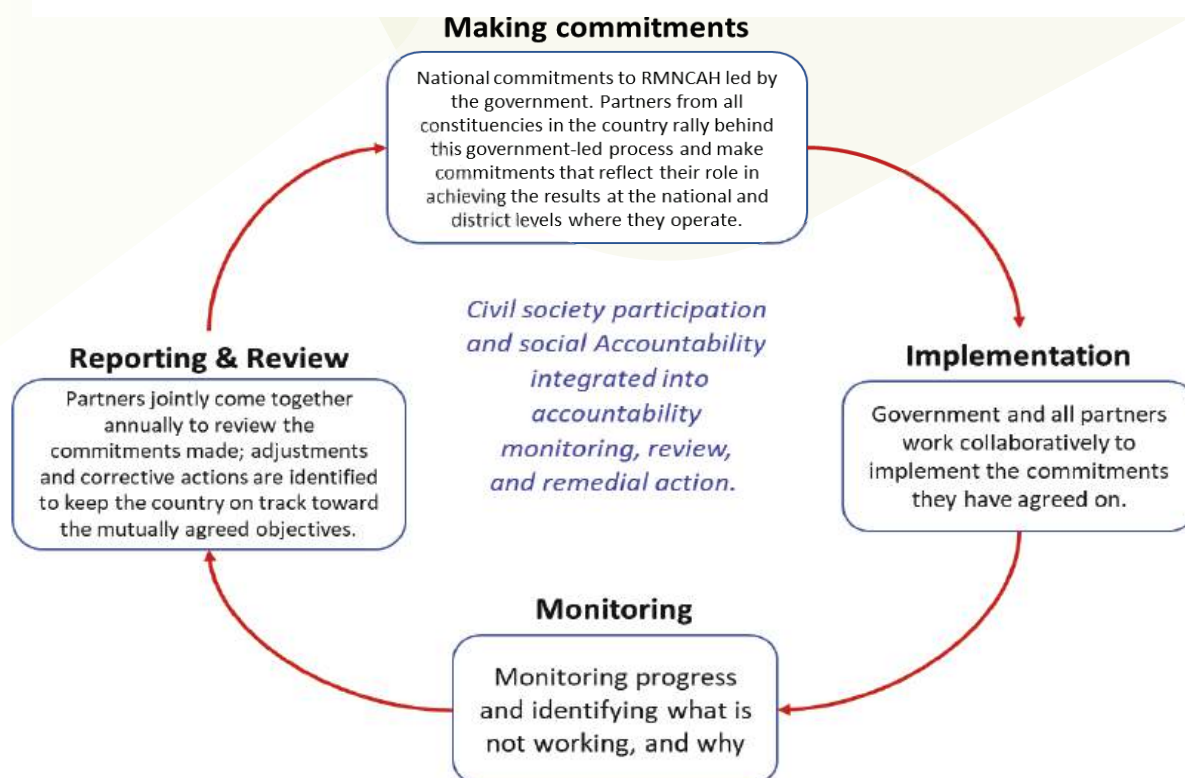 Making commitments
National commitments to RMNCAH led by
the government. Partners from all
constituencies in the country rally behind
this government-led process and make
commitments that reflect their role in
achieving the results at the national and
district levels where they operate.
Civil society participation
and social Accountability
integrated into
accountability
monitoring, review,
and remedial action.
Implementation
Government and all partners
work collaboratively to
implement the commitments
they have agreed on.
Monitoring
Monitoring progress
and identifying what is
not working, and why
Reporting & Review
Partners jointly come together
annually to review the
commitments made; adjustments
and corrective actions are identified
to keep the country on track toward
the mutually agreed objectives.